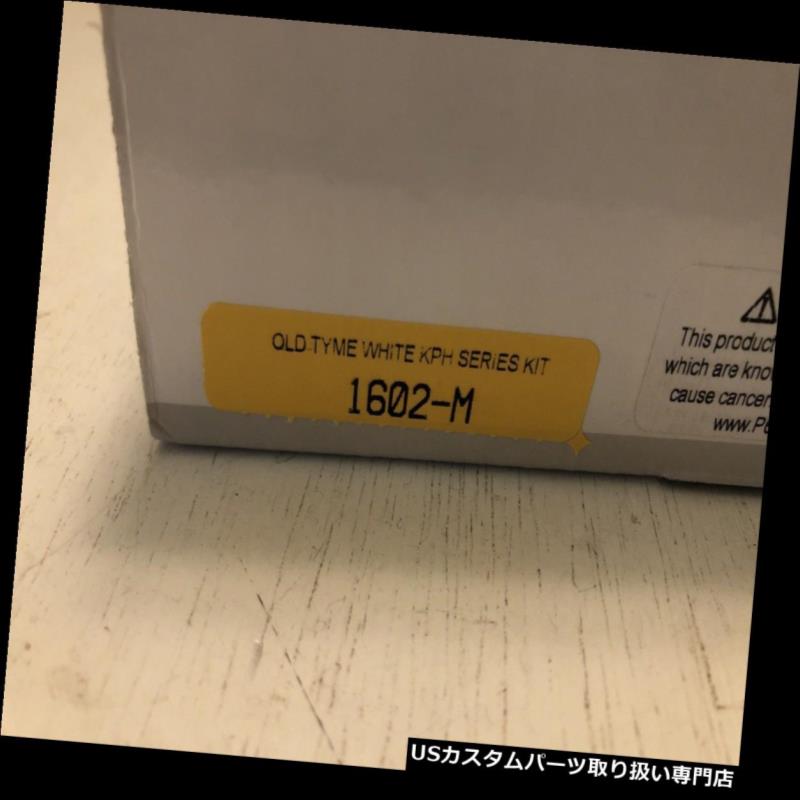 OLD TYME WHITE KPH SERIES KIT
1602-M
This product
which are kno
cause cancer
www.P
USカスタムパーツ取り扱い専門店